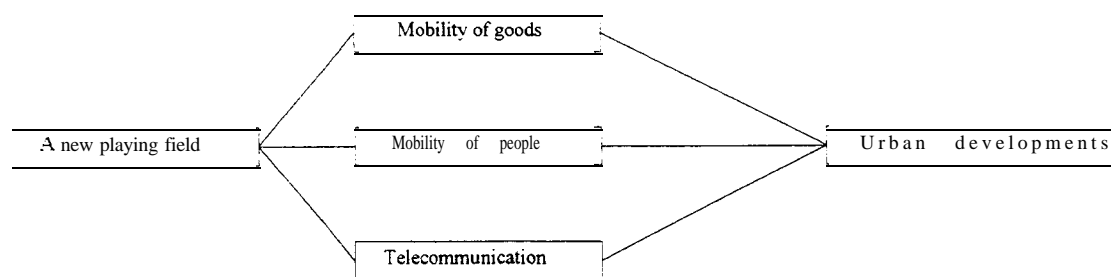 Mobility of goods
A new playing field
Mobility of people
Urban developments
Telecommunication